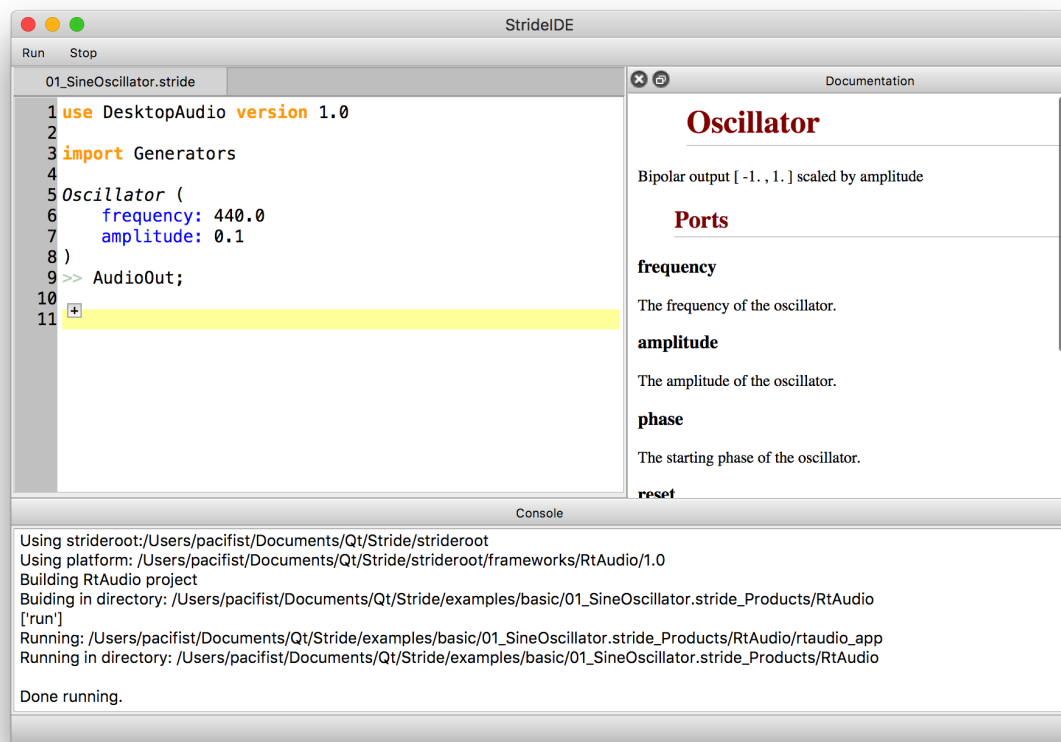 StrideIDE
Run Stop
01_SineOscillator.stride
1 use DesktopAudio version 1.0
2
3 import Generators
4
5 Oscillator (
6     frequency: 440.0
7     amplitude: 0.1
8 )
9 >> AudioOut;
10
11
Documentation
Oscillator
Bipolar output [ -1. , 1. ] scaled by amplitude
Ports
frequency
The frequency of the oscillator.
amplitude
The amplitude of the oscillator.
phase
The starting phase of the oscillator.
reset
Console
Using strideroot:/Users/pacifist/Documents/Qt/Stride/strideroot
Using platform: /Users/pacifist/Documents/Qt/Stride/strideroot/frameworks/RtAudio/1.0
Building RtAudio project
Buiding in directory: /Users/pacifist/Documents/Qt/Stride/examples/basic/01_SineOscillator.stride_Products/RtAudio
['run']
Running: /Users/pacifist/Documents/Qt/Stride/examples/basic/01_SineOscillator.stride_Products/RtAudio/rtaudio_app
Running in directory: /Users/pacifist/Documents/Qt/Stride/examples/basic/01_SineOscillator.stride_Products/RtAudio
Done running.